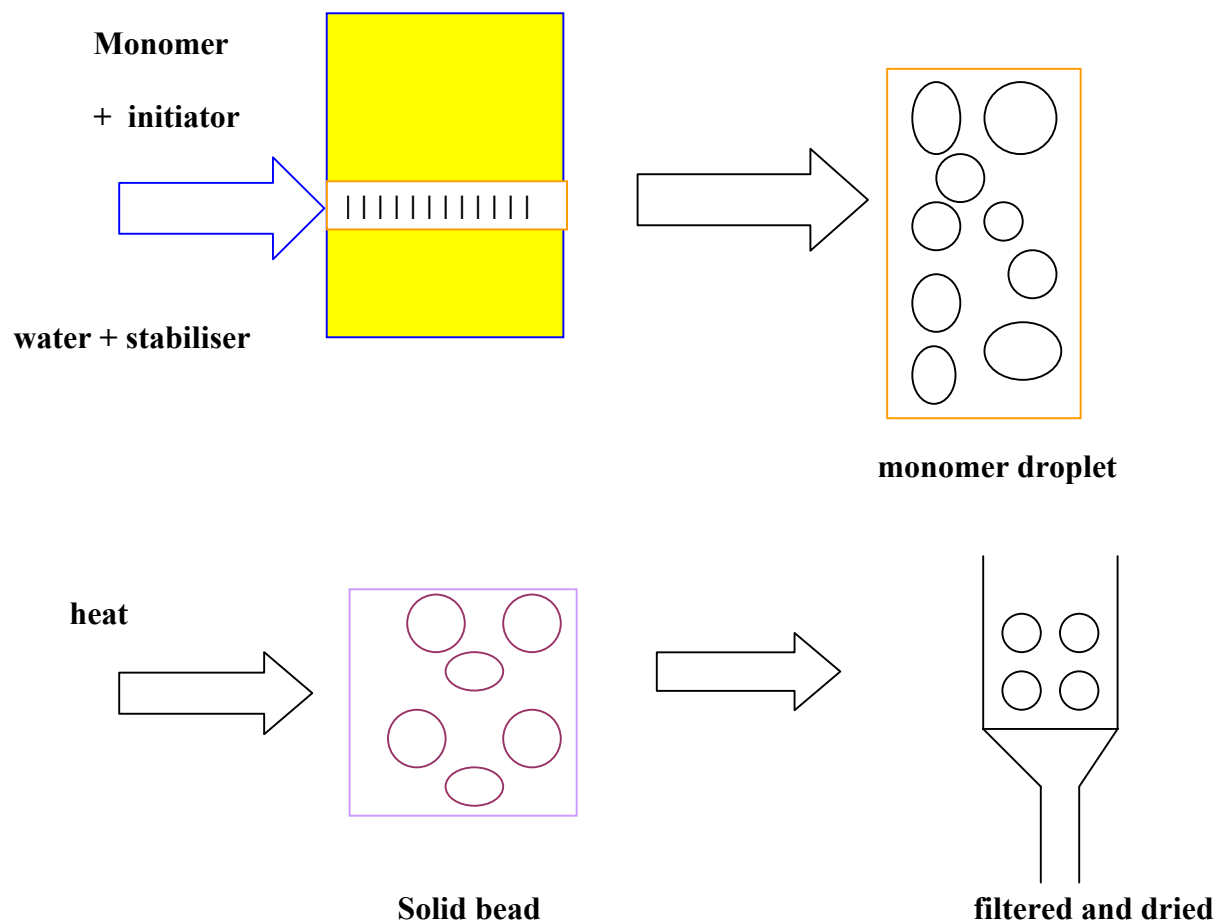 Monomer
+ initiator
water + stabiliser
monomer droplet
heat
Solid bead
filtered and dried